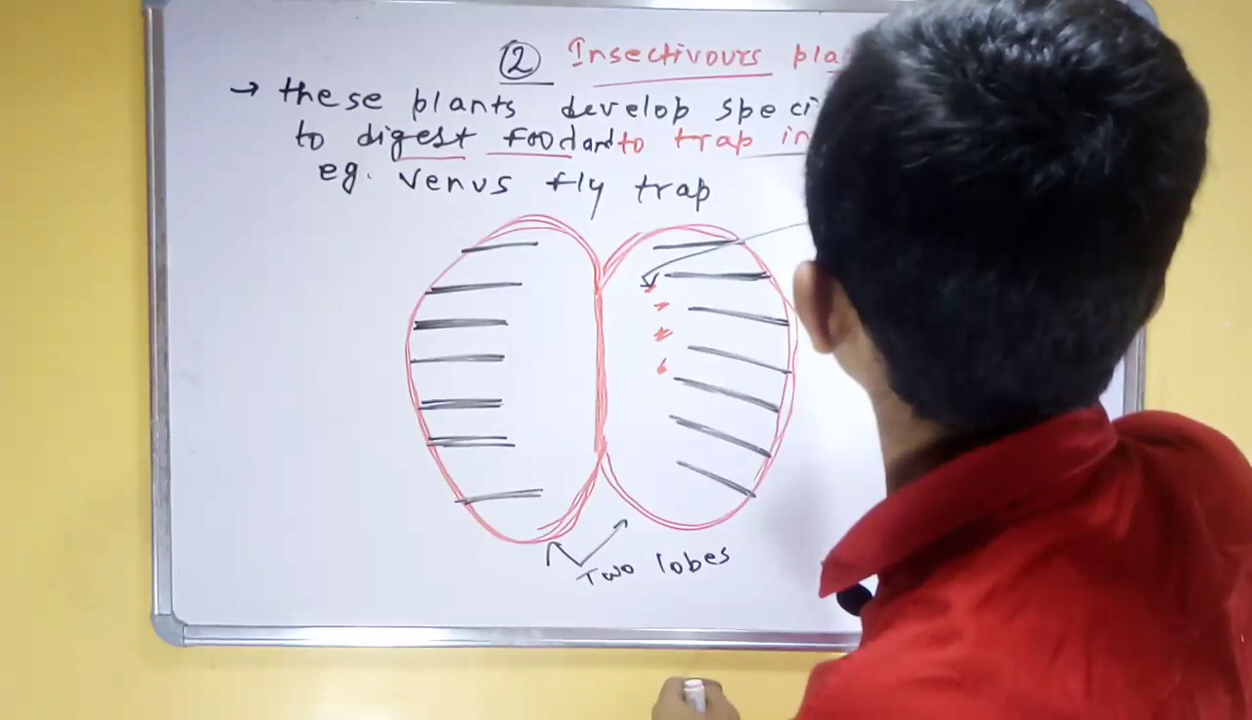 ② Insectivours pla
→ these plants develop speci
to digest food and to trap in
eg. Venus fly trap
Two lobes